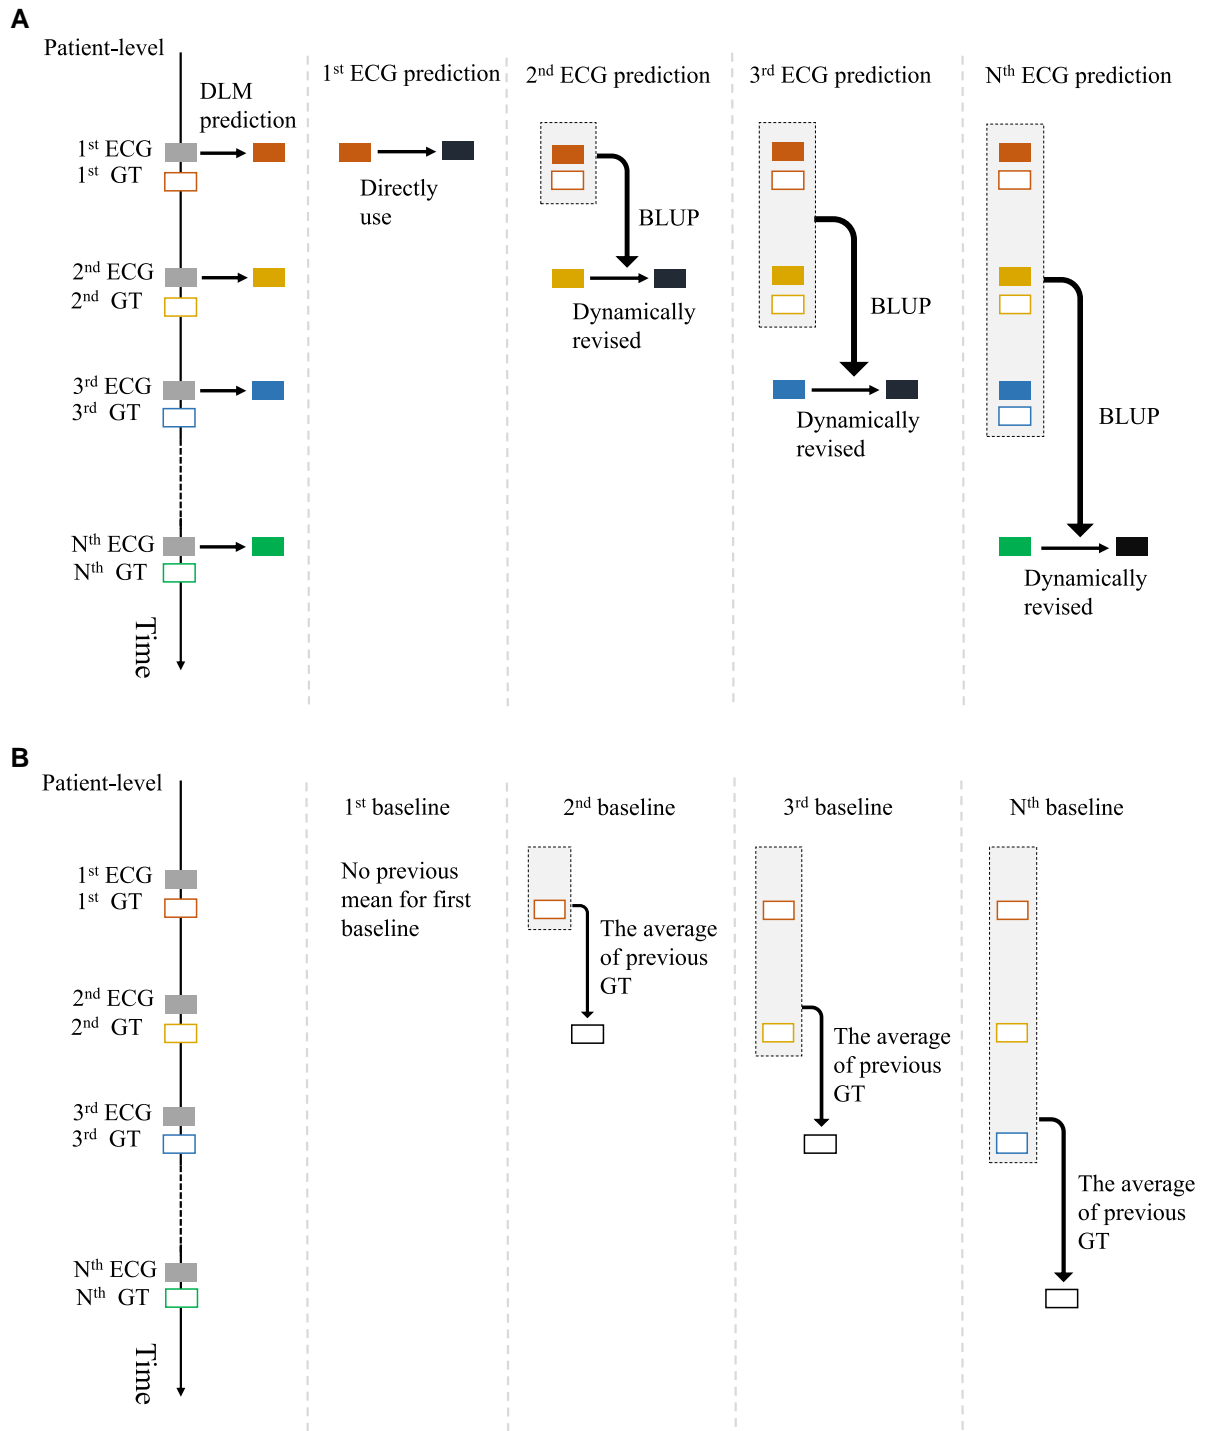 A
Patient-level
DLM
prediction
1st ECG prediction
2nd ECG prediction
3rd ECG prediction
Nth ECG prediction
1st ECG
1st GT
Directly
use
BLUP
2nd ECG
2nd GT
Dynamically
revised
BLUP
3rd ECG
3rd GT
Dynamically
revised
BLUP
Nth ECG
Nth GT
Dynamically
revised
Time
B
Patient-level
1st baseline
2nd baseline
3rd baseline
Nth baseline
1st ECG
1st GT
No previous
mean for first
baseline
The average
of previous
GT
2nd ECG
2nd GT
The average
of previous
GT
3rd ECG
3rd GT
The average
of previous
GT
Nth ECG
Nth GT
Time